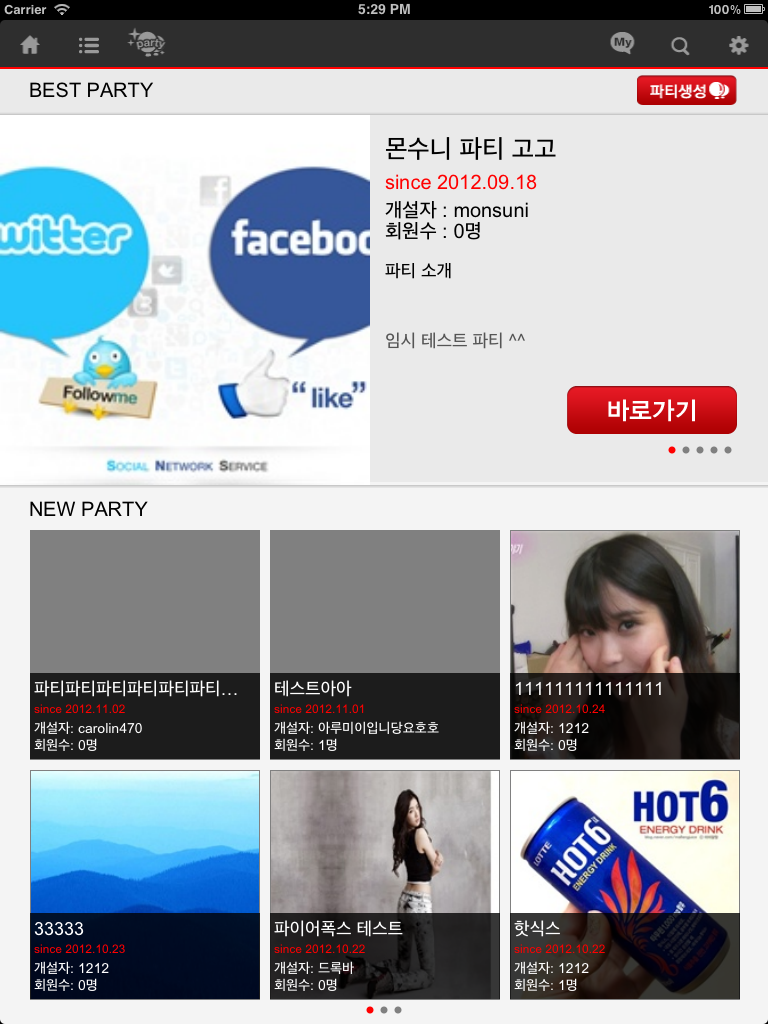 Carrier 5:29 PM 100%
party
My
BEST PARTY
파티생성
witter
faceboo
Followme
“like”
SOCIAL NETWORK SERVICE
몬수니 파티 고고
since 2012.09.18
개설자 : monsuni
회원수 : 0명
파티 소개
임시 테스트 파티 ^^
바로가기
NEW PARTY
파티파티파티파티파티파티...
since 2012.11.02
개설자: carolin470
회원수: 0명
테스트아아
since 2012.11.01
개설자: 아루미이입니당요호호
회원수: 1명
111111111111111
since 2012.10.24
개설자: 1212
회원수: 0명
33333
since 2012.10.23
개설자: 1212
회원수: 0명
파이어폭스 테스트
since 2012.10.22
개설자: 드록바
회원수: 0명
HOT6
ENERGY DRINK
LOTTE
HOT6
ENERGY DRINK
핫식스
since 2012.10.22
개설자: 1212
회원수: 1명